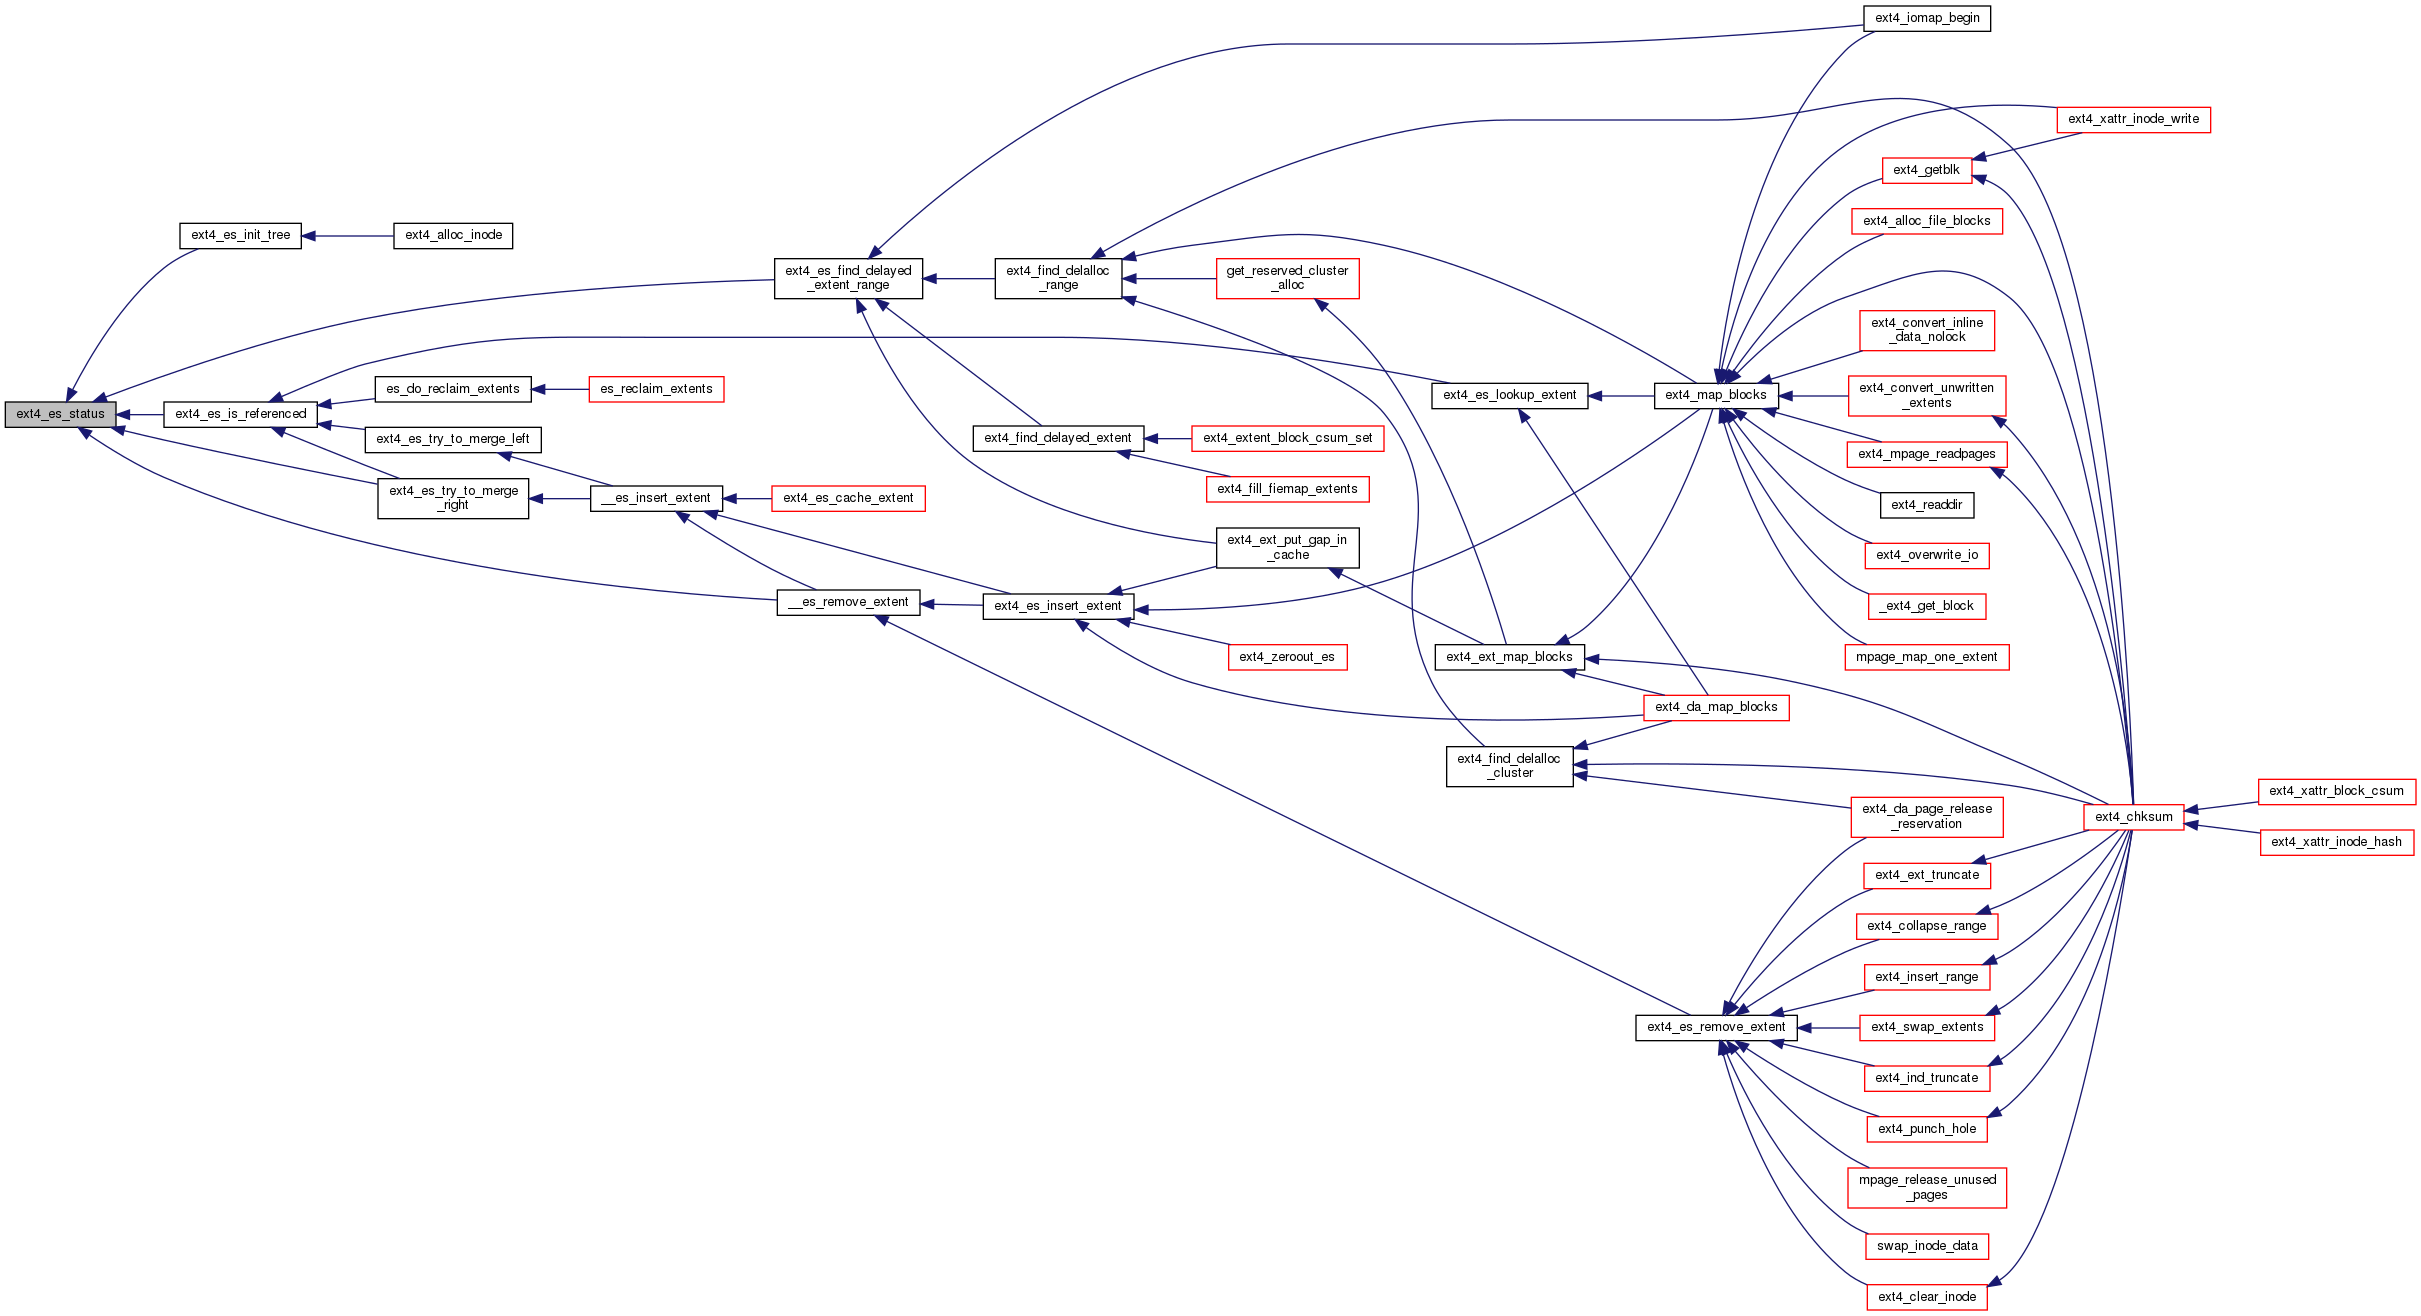 ext4_iomap_begin
ext4_xattr_inode_write
ext4_getblk
ext4_alloc_file_blocks
ext4_es_init_tree
ext4_alloc_inode
ext4_es_find_delayed
_extent_range
ext4_find_delalloc
_range
get_reserved_cluster
_alloc
ext4_convert_inline
_data_nolock
ext4_es_status
ext4_es_is_referenced
es_do_reclaim_extents
es_reclaim_extents
ext4_es_lookup_extent
ext4_map_blocks
ext4_convert_unwritten
_extents
ext4_es_try_to_merge_left
ext4_find_delayed_extent
ext4_extent_block_csum_set
ext4_mpage_readpages
ext4_es_try_to_merge
_right
__es_insert_extent
ext4_es_cache_extent
ext4_fill_fiemap_extents
ext4_readdir
ext4_ext_put_gap_in
_cache
ext4_overwrite_io
__es_remove_extent
ext4_es_insert_extent
_ext4_get_block
ext4_zeroout_es
ext4_ext_map_blocks
mpage_map_one_extent
ext4_da_map_blocks
ext4_find_delalloc
_cluster
ext4_da_page_release
_reservation
ext4_chksum
ext4_xattr_block_csum
ext4_xattr_inode_hash
ext4_ext_truncate
ext4_collapse_range
ext4_insert_range
ext4_es_remove_extent
ext4_swap_extents
ext4_ind_truncate
ext4_punch_hole
mpage_release_unused
_pages
swap_inode_data
ext4_clear_inode